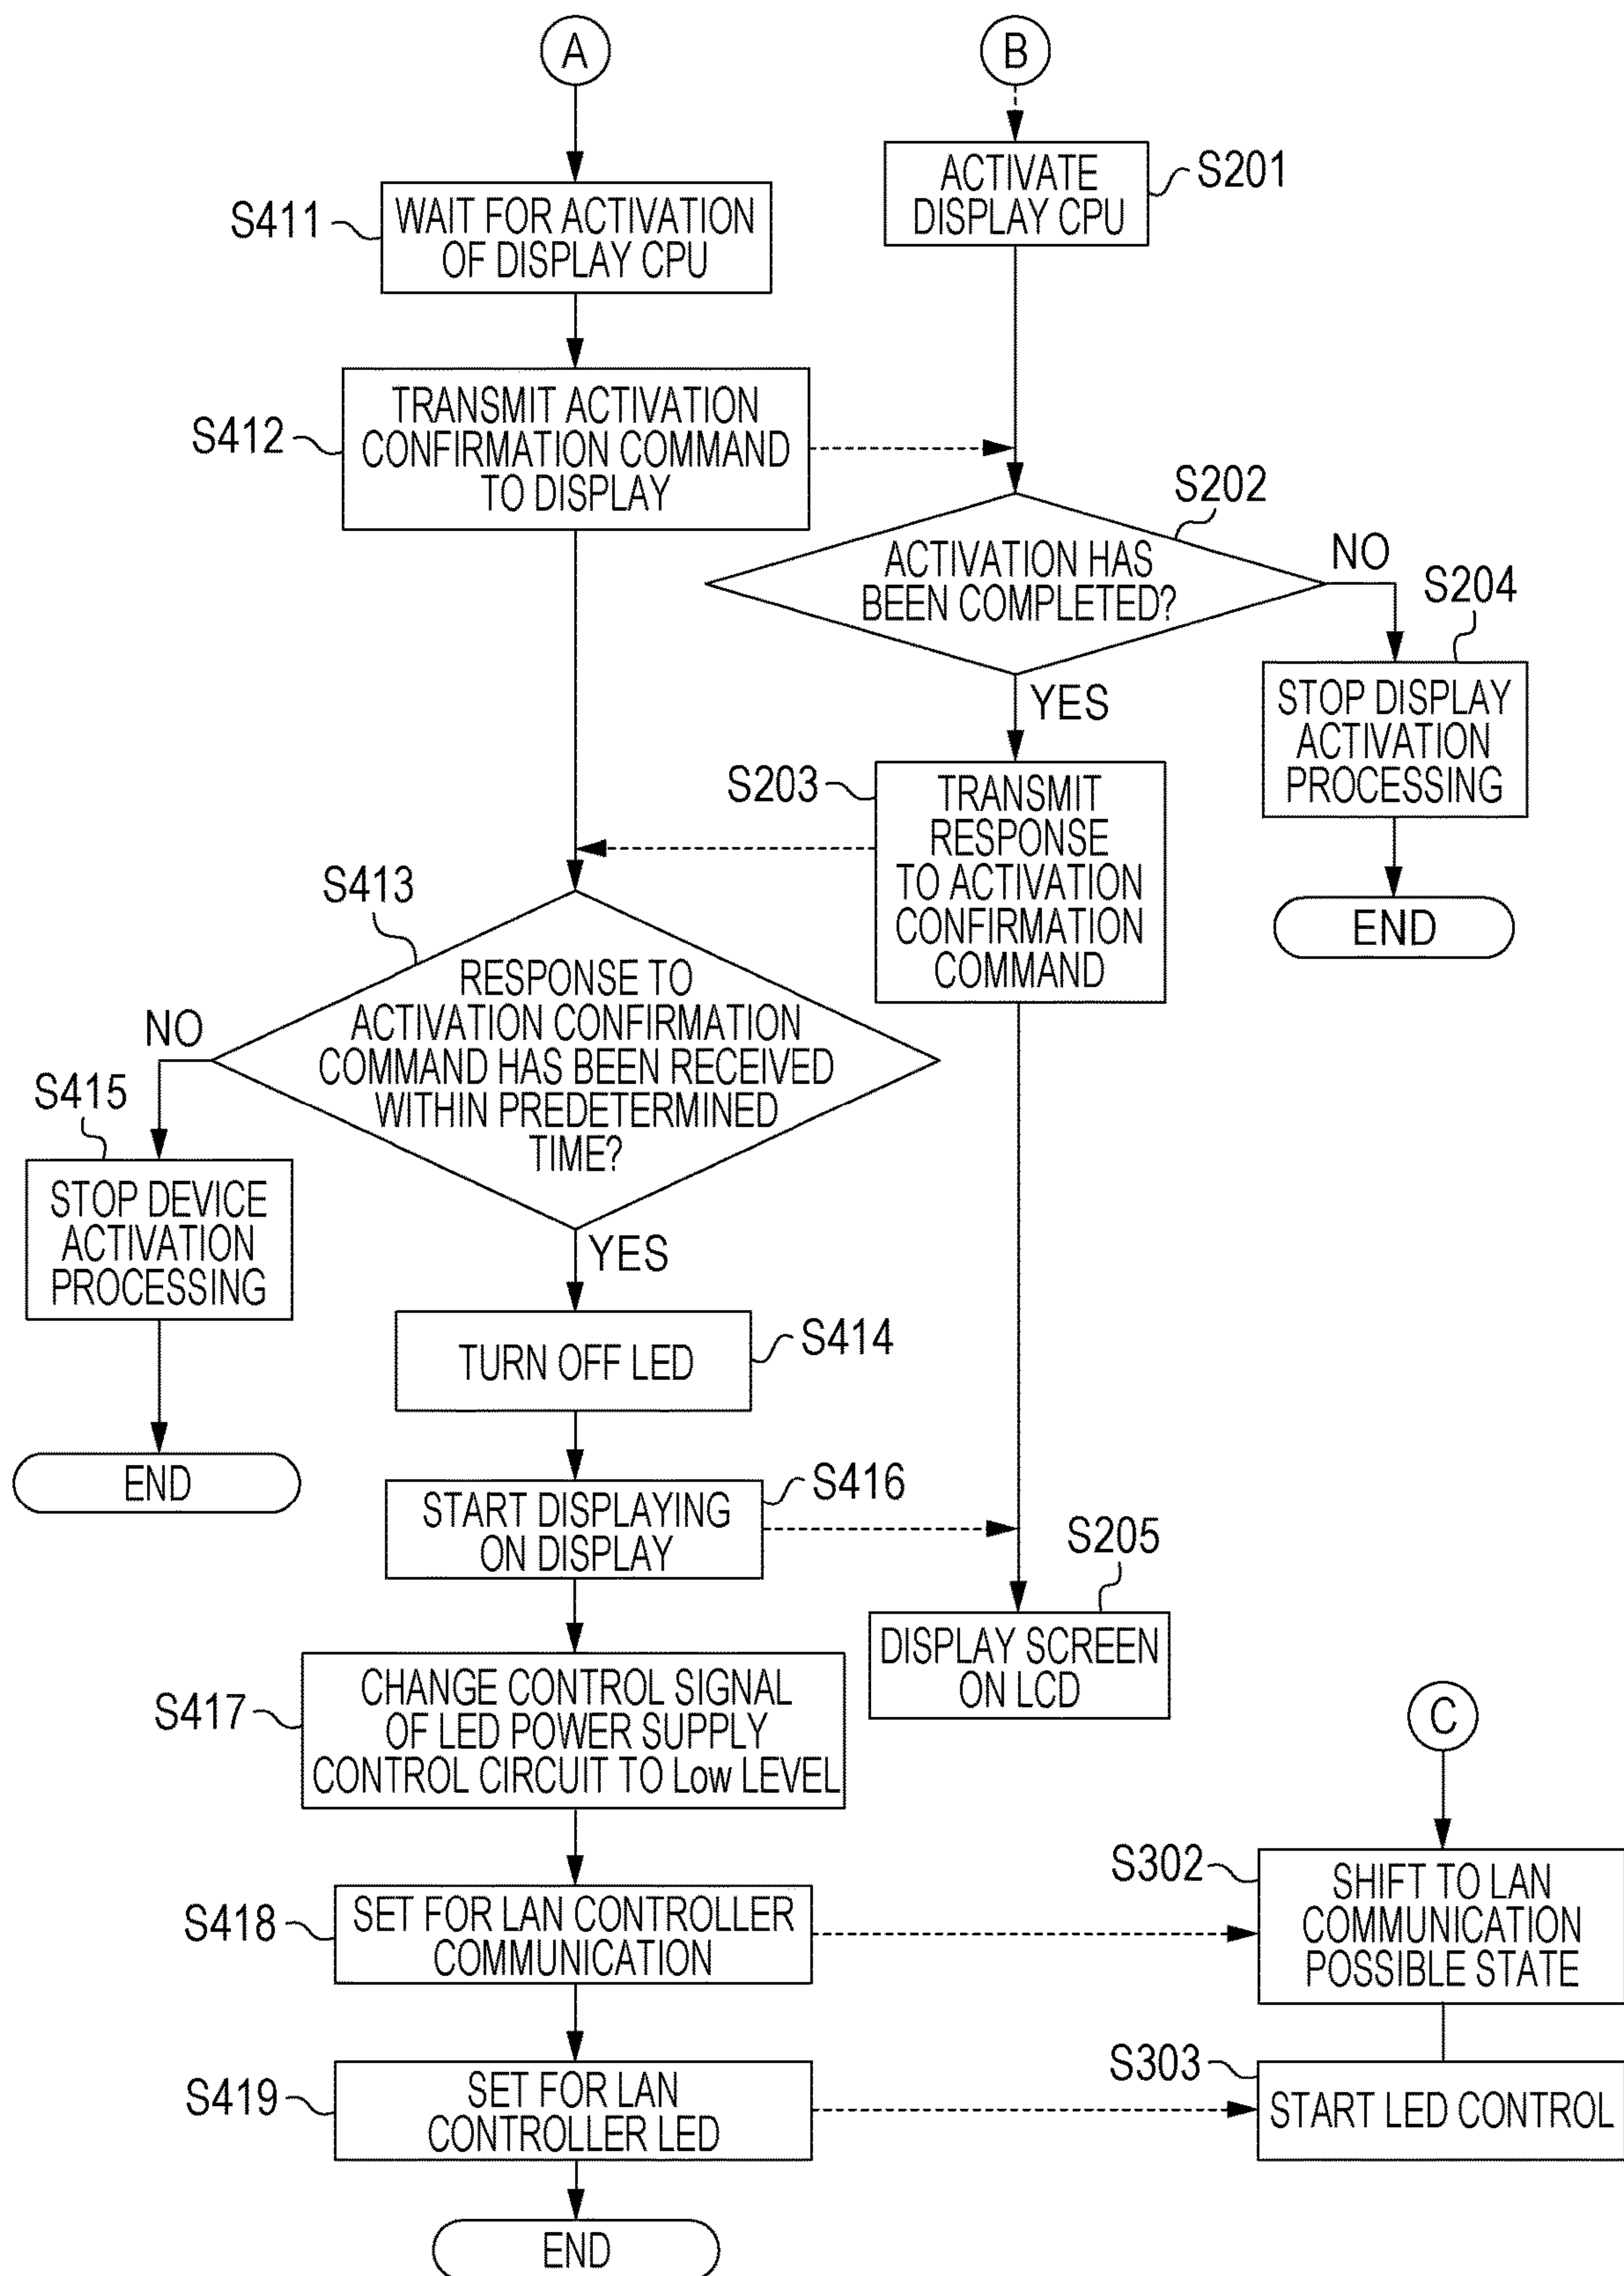 A
B
S411
WAIT FOR ACTIVATION
OF DISPLAY CPU
ACTIVATE
DISPLAY CPU
S201
S412
TRANSMIT ACTIVATION
CONFIRMATION COMMAND
TO DISPLAY
S202
ACTIVATION HAS
BEEN COMPLETED?
NO
S204
YES
STOP DISPLAY
ACTIVATION
PROCESSING
END
S203
TRANSMIT
RESPONSE
TO ACTIVATION
CONFIRMATION
COMMAND
S413
RESPONSE TO
ACTIVATION CONFIRMATION
COMMAND HAS BEEN RECEIVED
WITHIN PREDETERMINED
TIME?
NO
S415
STOP DEVICE
ACTIVATION
PROCESSING
END
YES
TURN OFF LED
S414
START DISPLAYING
ON DISPLAY
S416
S205
DISPLAY SCREEN
ON LCD
S417
CHANGE CONTROL SIGNAL
OF LED POWER SUPPLY
CONTROL CIRCUIT TO Low LEVEL
C
S418
SET FOR LAN CONTROLLER
COMMUNICATION
S302
SHIFT TO LAN
COMMUNICATION
POSSIBLE STATE
S419
SET FOR LAN
CONTROLLER LED
S303
START LED CONTROL
END